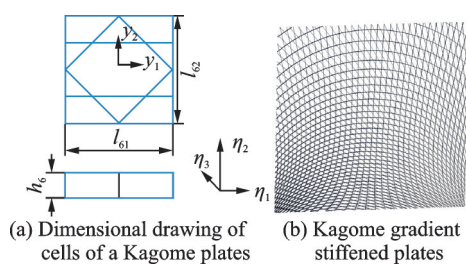 y₂
y₁
l₆₂
l₆₁
h₆
η₂
η₃
η₁
(a) Dimensional drawing of
cells of a Kagome plates
(b) Kagome gradient
stiffened plates